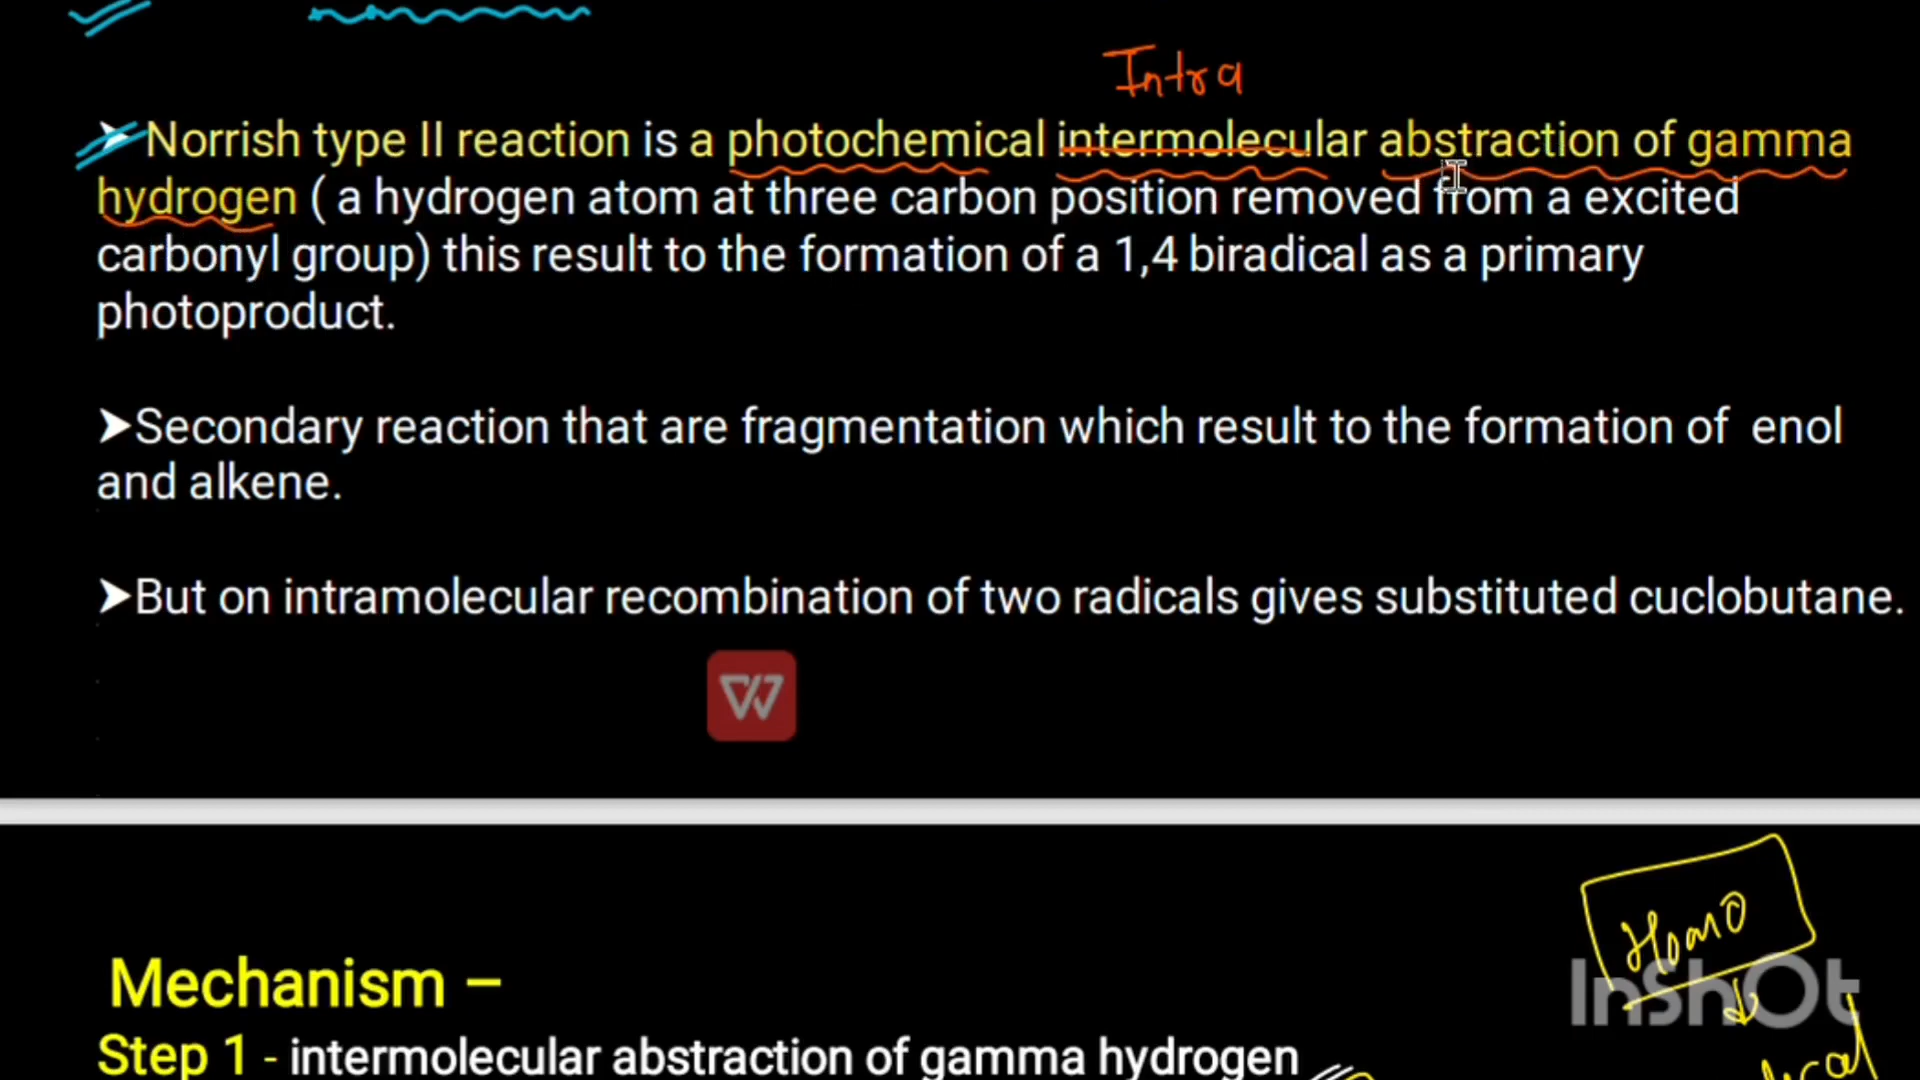 Intra
➤Norrish type II reaction is a photochemical intermolecular abstraction of gamma
hydrogen ( a hydrogen atom at three carbon position removed from a excited
carbonyl group) this result to the formation of a 1,4 biradical as a primary
photoproduct.
➤Secondary reaction that are fragmentation which result to the formation of enol
and alkene.
➤But on intramolecular recombination of two radicals gives substituted cuclobutane.
W
Homo
InShOt
Mechanism –
Step 1 - intermolecular abstraction of gamma hydrogen